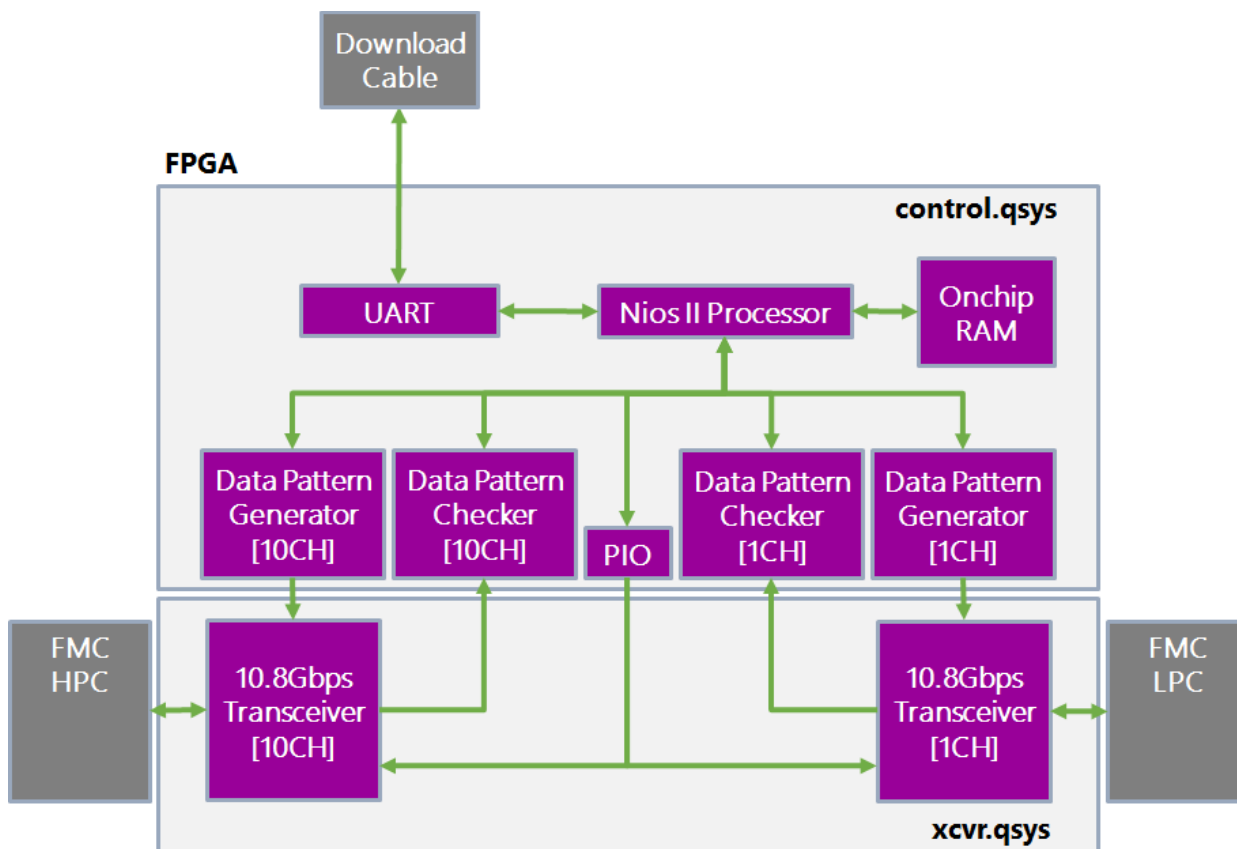 Download
Cable
FPGA
control.qsys
UART
Nios II Processor
Onchip
RAM
Data Pattern
Generator
[10CH]
Data Pattern
Checker
[10CH]
PIO
Data Pattern
Checker
[1CH]
Data Pattern
Generator
[1CH]
FMC
HPC
10.8Gbps
Transceiver
[10CH]
10.8Gbps
Transceiver
[1CH]
FMC
LPC
xcvr.qsys